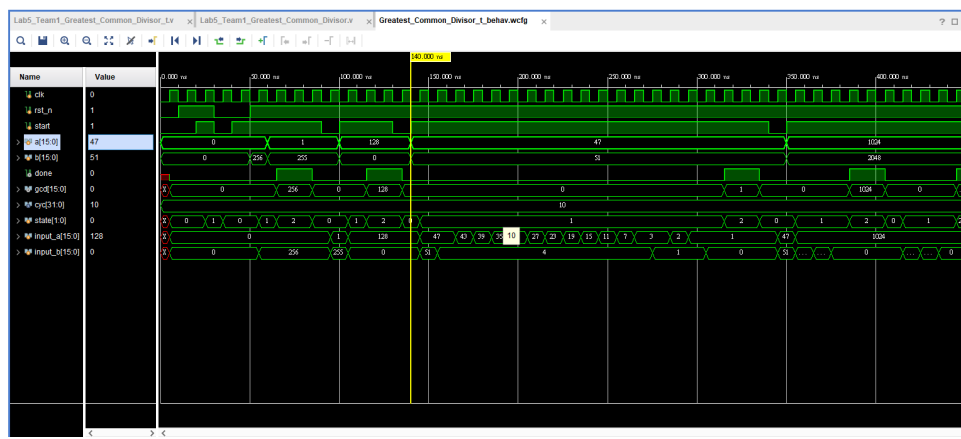 Lab5_Team1_Greatest_Common_Divisor_t.v × Lab5_Team1_Greatest_Common_Divisor.v × Greatest_Common_Divisor_t_behav.wcfg × ? □
140.000 ns
Name Value 0.000 ns 50.000 ns 100.000 ns 150.000 ns 200.000 ns 250.000 ns 300.000 ns 350.000 ns 400.000 ns
clk 0
rst_n 1
start 1
a[15:0] 47 0 1 128 47 1024
b[15:0] 51 0 256 255 0 51 2048
done 0
gcd[15:0] 0 X 0 256 0 128 0 1 0 1024 0
cyc[31:0] 10 10
state[1:0] 0 X 0 1 0 1 2 0 1 2 0 1 2 0 1 2 0 1
input_a[15:0] 128 X 0 1 128 47 43 39 35 10 27 23 19 15 11 7 3 2 1 47 1024
input_b[15:0] 0 X 0 256 255 0 51 4 1 0 51 ... ... 0 ... ... 0